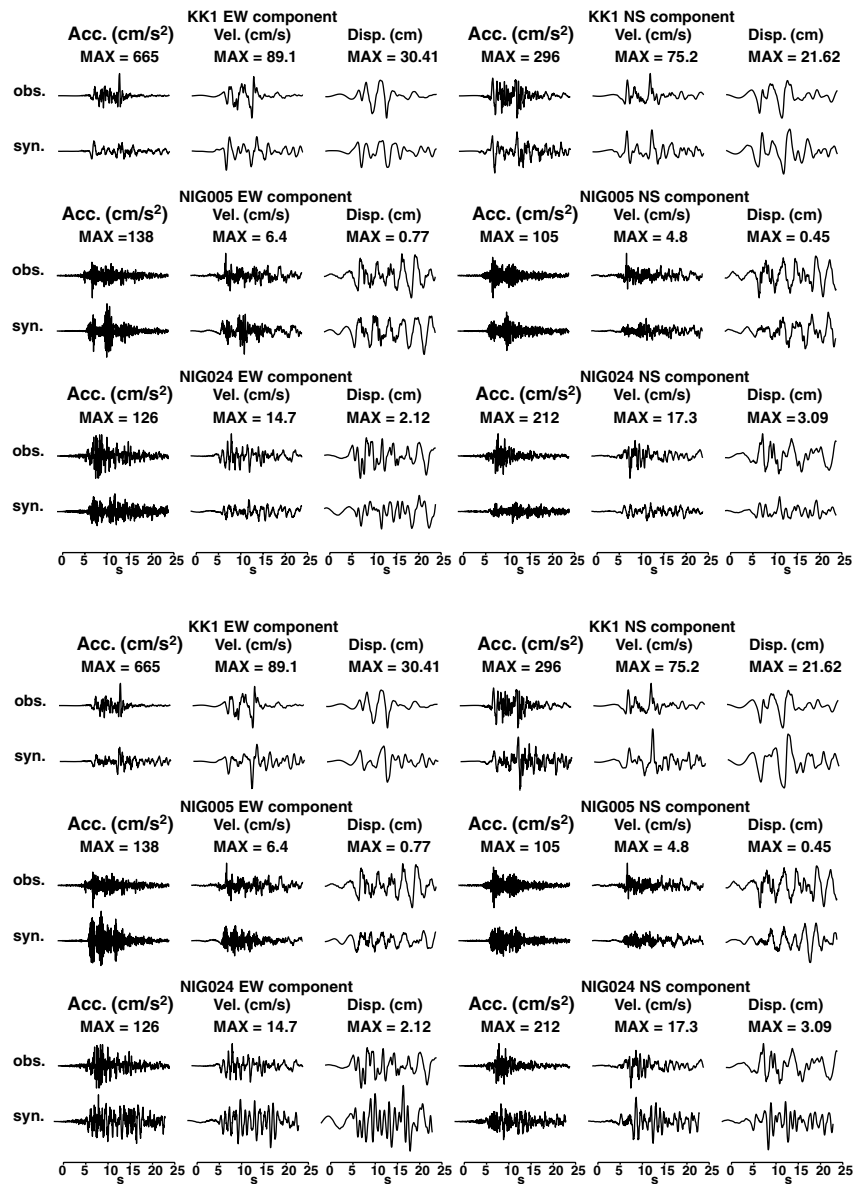 KK1 EW component KK1 NS component
Acc. (cm/s2) Vel. (cm/s) Disp. (cm) Acc. (cm/s2) Vel. (cm/s) Disp. (cm)
MAX = 665 MAX = 89.1 MAX = 30.41 MAX = 296 MAX = 75.2 MAX = 21.62
obs.
syn.
NIG005 EW component NIG005 NS component
Acc. (cm/s2) Vel. (cm/s) Disp. (cm) Acc. (cm/s2) Vel. (cm/s) Disp. (cm)
MAX =138 MAX = 6.4 MAX = 0.77 MAX = 105 MAX = 4.8 MAX = 0.45
obs.
syn.
NIG024 EW component NIG024 NS component
Acc. (cm/s2) Vel. (cm/s) Disp. (cm) Acc. (cm/s2) Vel. (cm/s) Disp. (cm)
MAX = 126 MAX = 14.7 MAX = 2.12 MAX = 212 MAX = 17.3 MAX =3.09
obs.
syn.
0 5 10 15 20 25 0 5 10 15 20 25 0 5 10 15 20 25 0 5 10 15 20 25 0 5 10 15 20 25 0 5 10 15 20 25
s s s s s s
KK1 EW component KK1 NS component
Acc. (cm/s2) Vel. (cm/s) Disp. (cm) Acc. (cm/s2) Vel. (cm/s) Disp. (cm)
MAX = 665 MAX = 89.1 MAX = 30.41 MAX = 296 MAX = 75.2 MAX = 21.62
obs.
syn.
NIG005 EW component NIG005 NS component
Acc. (cm/s2) Vel. (cm/s) Disp. (cm) Acc. (cm/s2) Vel. (cm/s) Disp. (cm)
MAX = 138 MAX = 6.4 MAX = 0.77 MAX = 105 MAX = 4.8 MAX = 0.45
obs.
syn.
NIG024 EW component NIG024 NS component
Acc. (cm/s2) Vel. (cm/s) Disp. (cm) Acc. (cm/s2) Vel. (cm/s) Disp. (cm)
MAX = 126 MAX = 14.7 MAX = 2.12 MAX = 212 MAX = 17.3 MAX = 3.09
obs.
syn.
0 5 10 15 20 25 0 5 10 15 20 25 0 5 10 15 20 25 0 5 10 15 20 25 0 5 10 15 20 25 0 5 10 15 20 25
s s s s s s